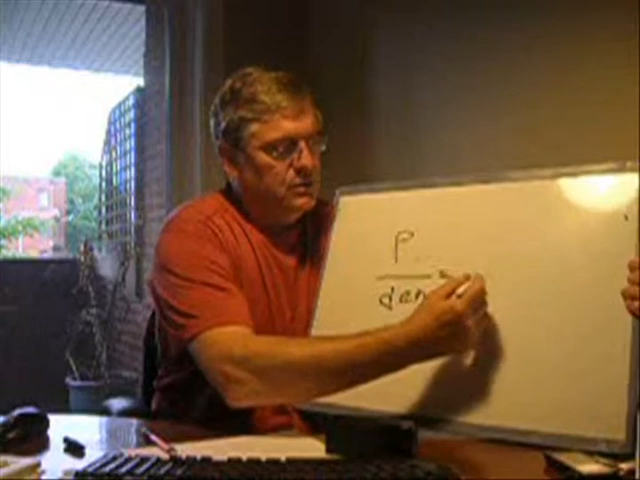 P
den =